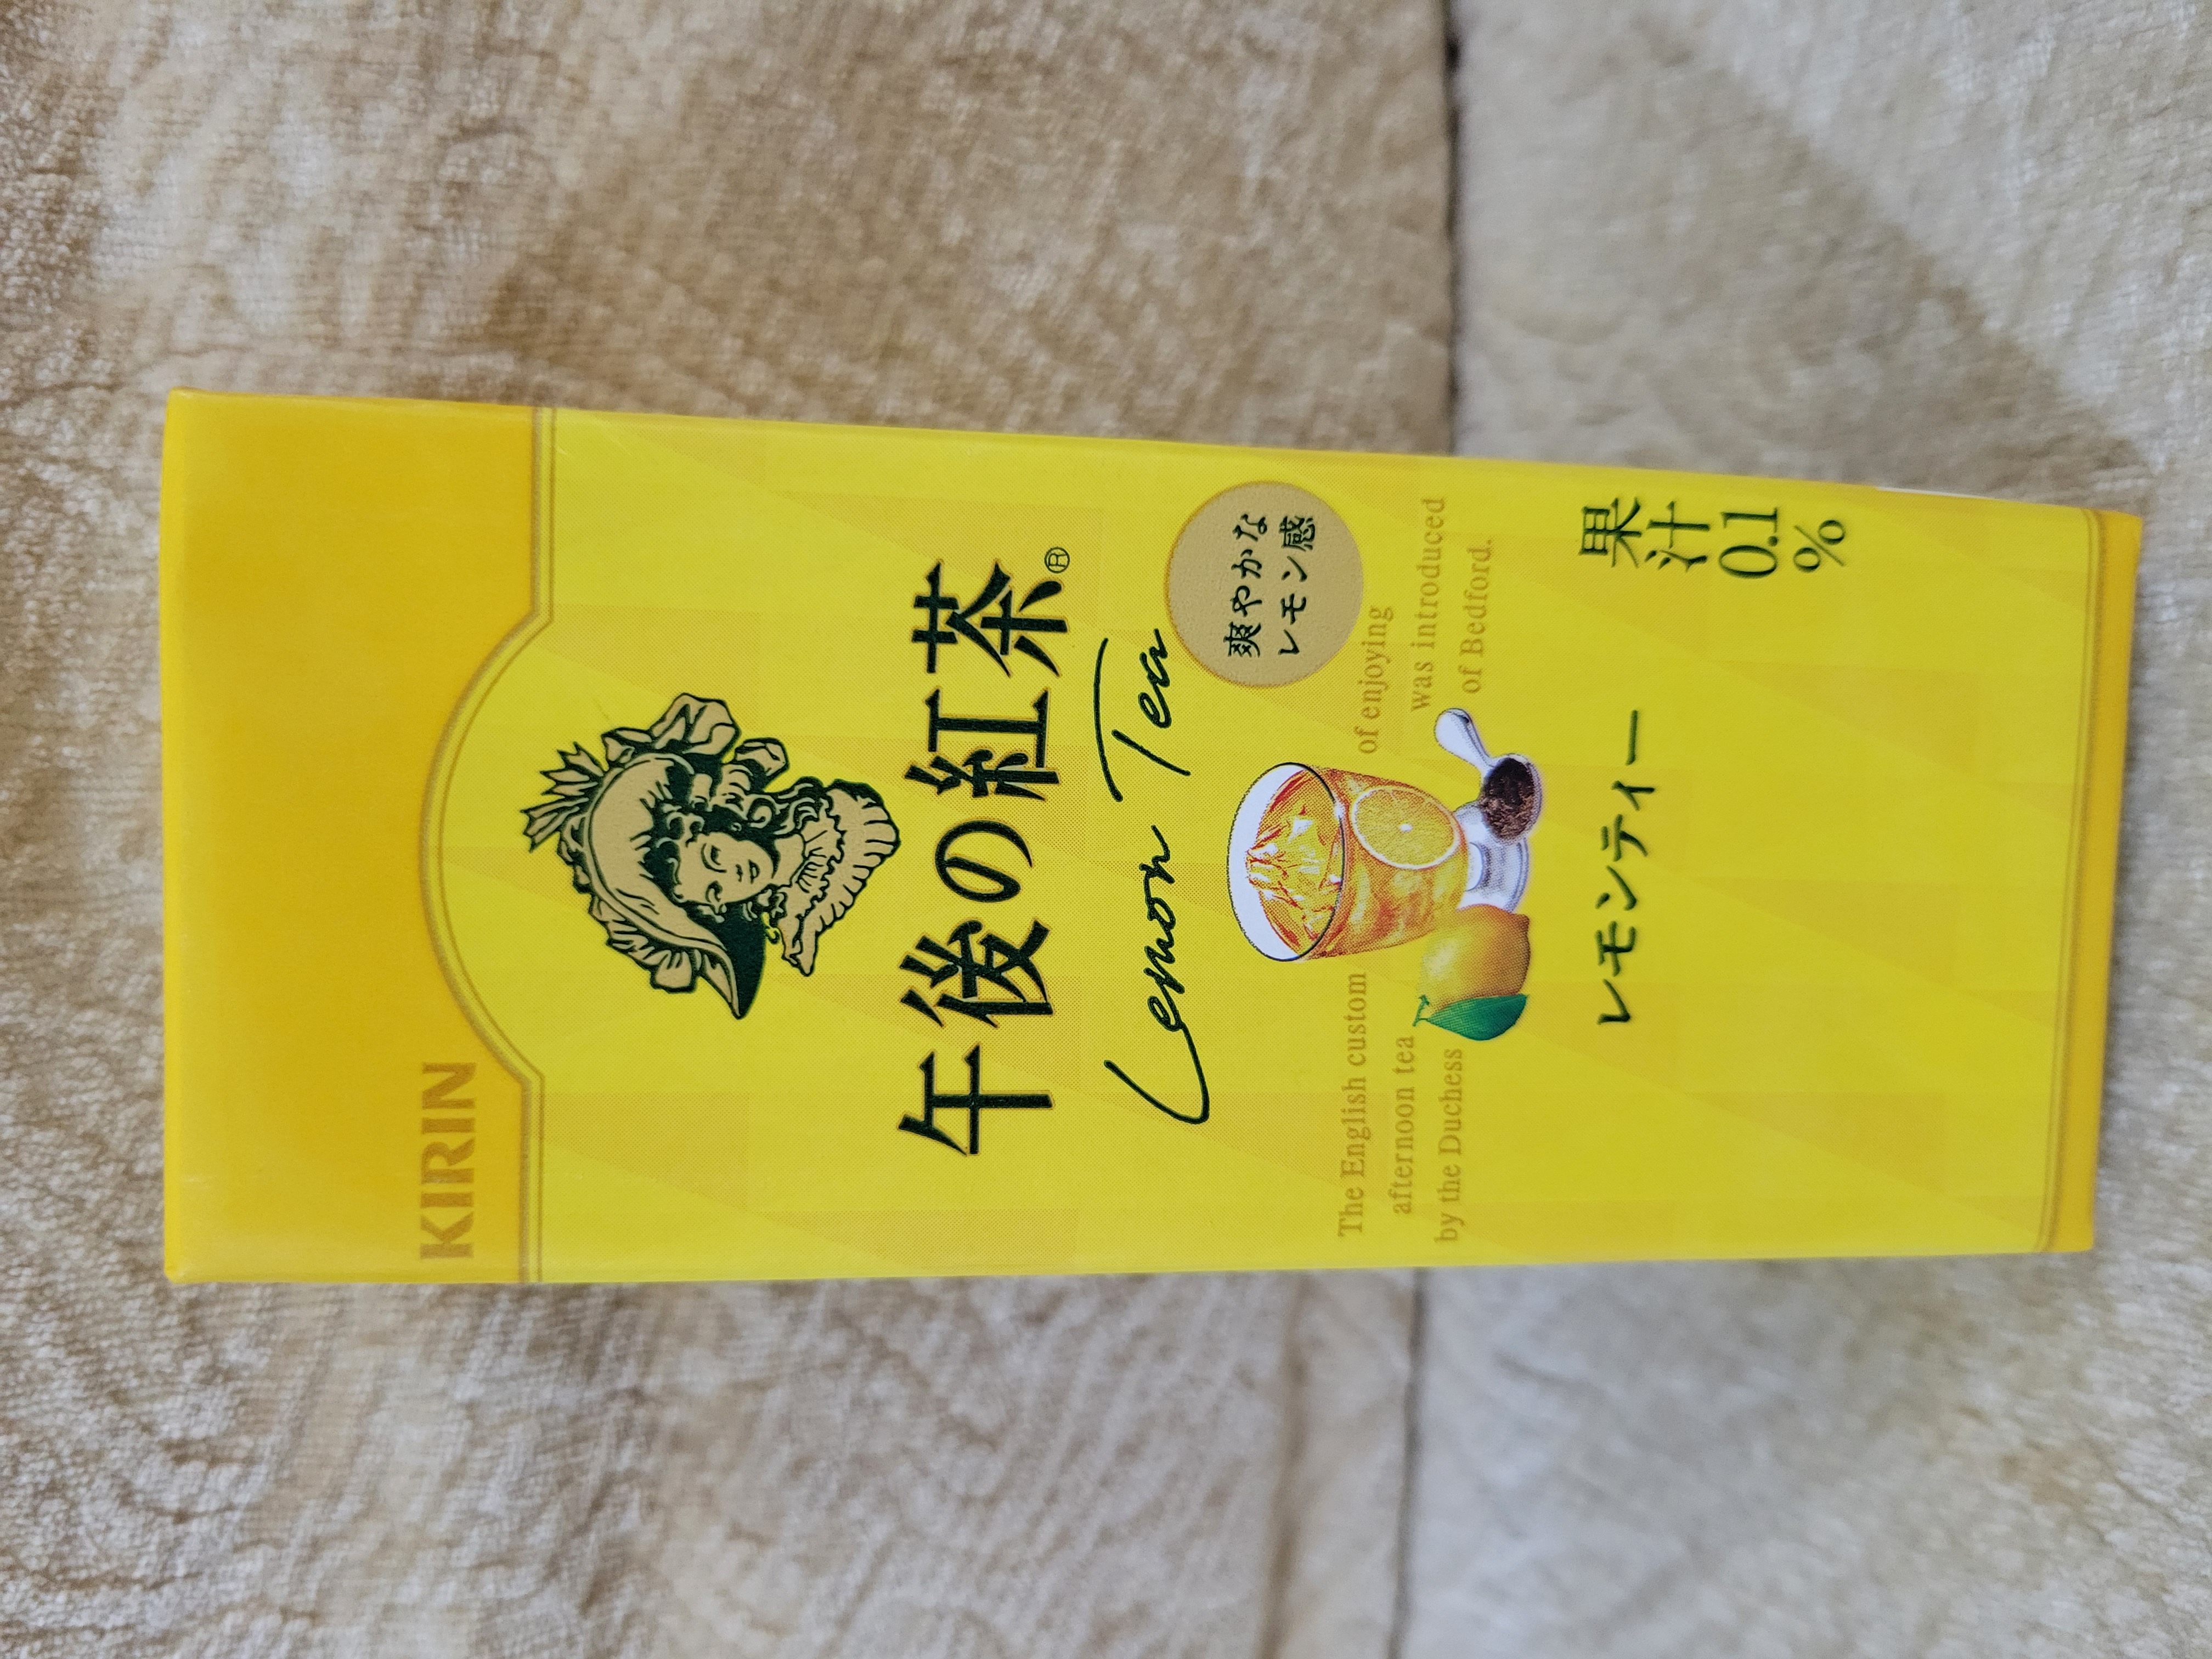 KIRIN
午後の紅茶®
Lemon Tea
爽やかな
レモン感
The English custom of enjoying
afternoon tea was introduced
by the Duchess of Bedford.
レモンティー
果汁
0.1
%